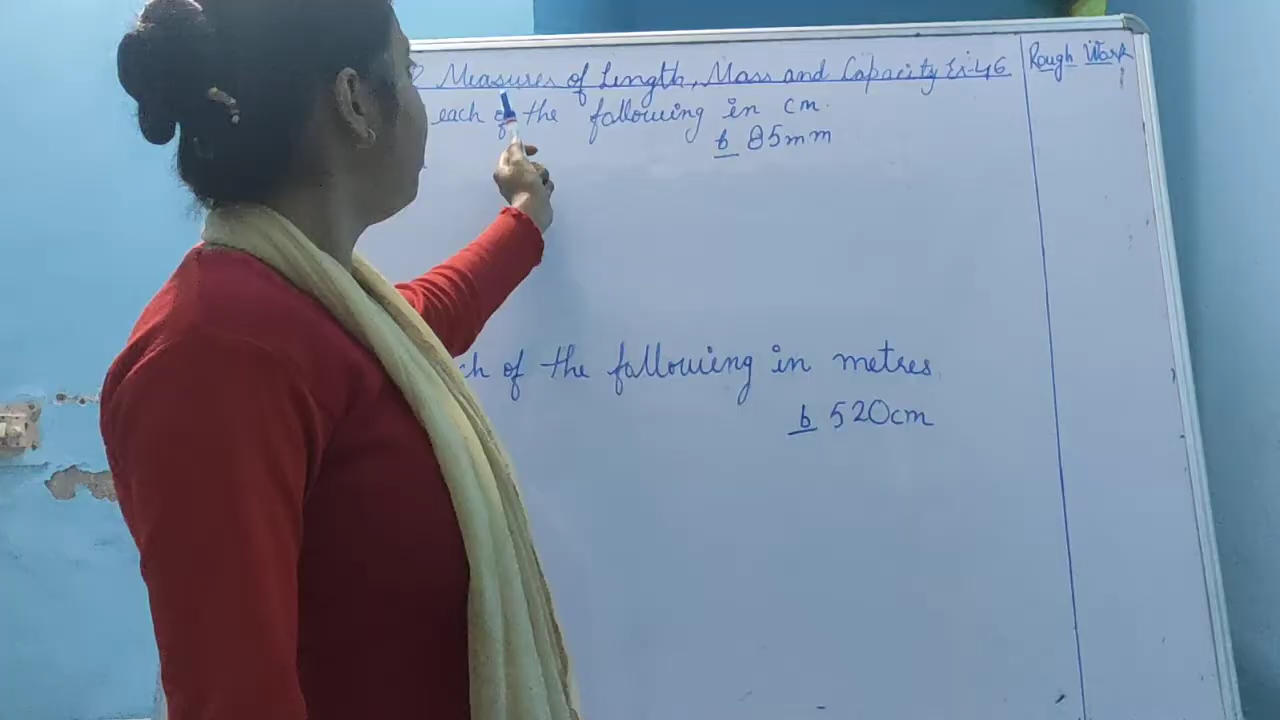 Measures of Length, Mass and Capacity Ex-46
Rough Work
each of the following in cm.
b 85mm
of the following in metres
b 520cm